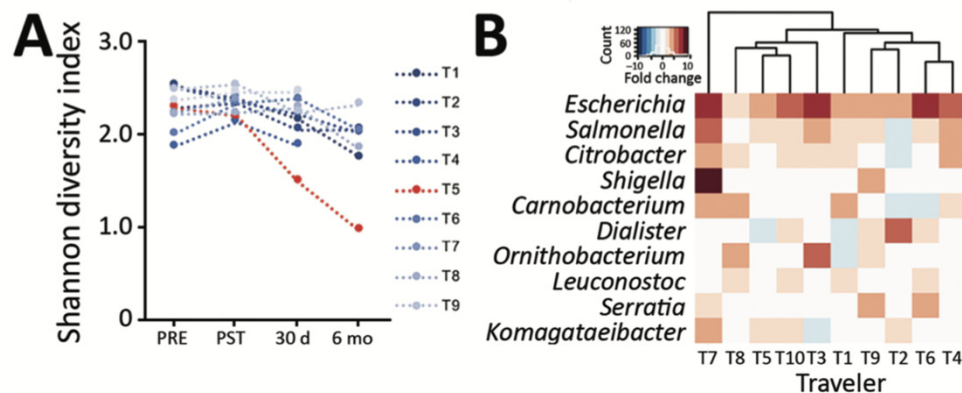 A
Shannon diversity index
3.0
2.0
1.0
0
PRE PST 30 d 6 mo
T1
T2
T3
T4
T5
T6
T7
T8
T9
B
Count
120
60
0
-10 0 10
Fold change
Escherichia
Salmonella
Citrobacter
Shigella
Carnobacterium
Dialister
Ornithobacterium
Leuconostoc
Serratia
Komagataeibacter
T7 T8 T5 T10 T3 T1 T9 T2 T6 T4
Traveler